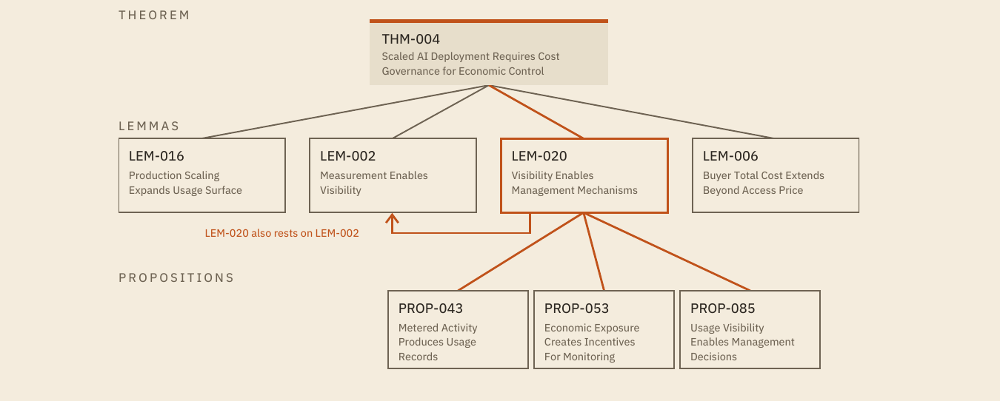 THEOREM
THM-004
Scaled AI Deployment Requires Cost
Governance for Economic Control
LEMMAS
LEM-016
Production Scaling
Expands Usage Surface
LEM-002
Measurement Enables
Visibility
LEM-020
Visibility Enables
Management Mechanisms
LEM-006
Buyer Total Cost Extends
Beyond Access Price
LEM-020 also rests on LEM-002
PROPOSITIONS
PROP-043
Metered Activity
Produces Usage
Records
PROP-053
Economic Exposure
Creates Incentives
For Monitoring
PROP-085
Usage Visibility
Enables Management
Decisions